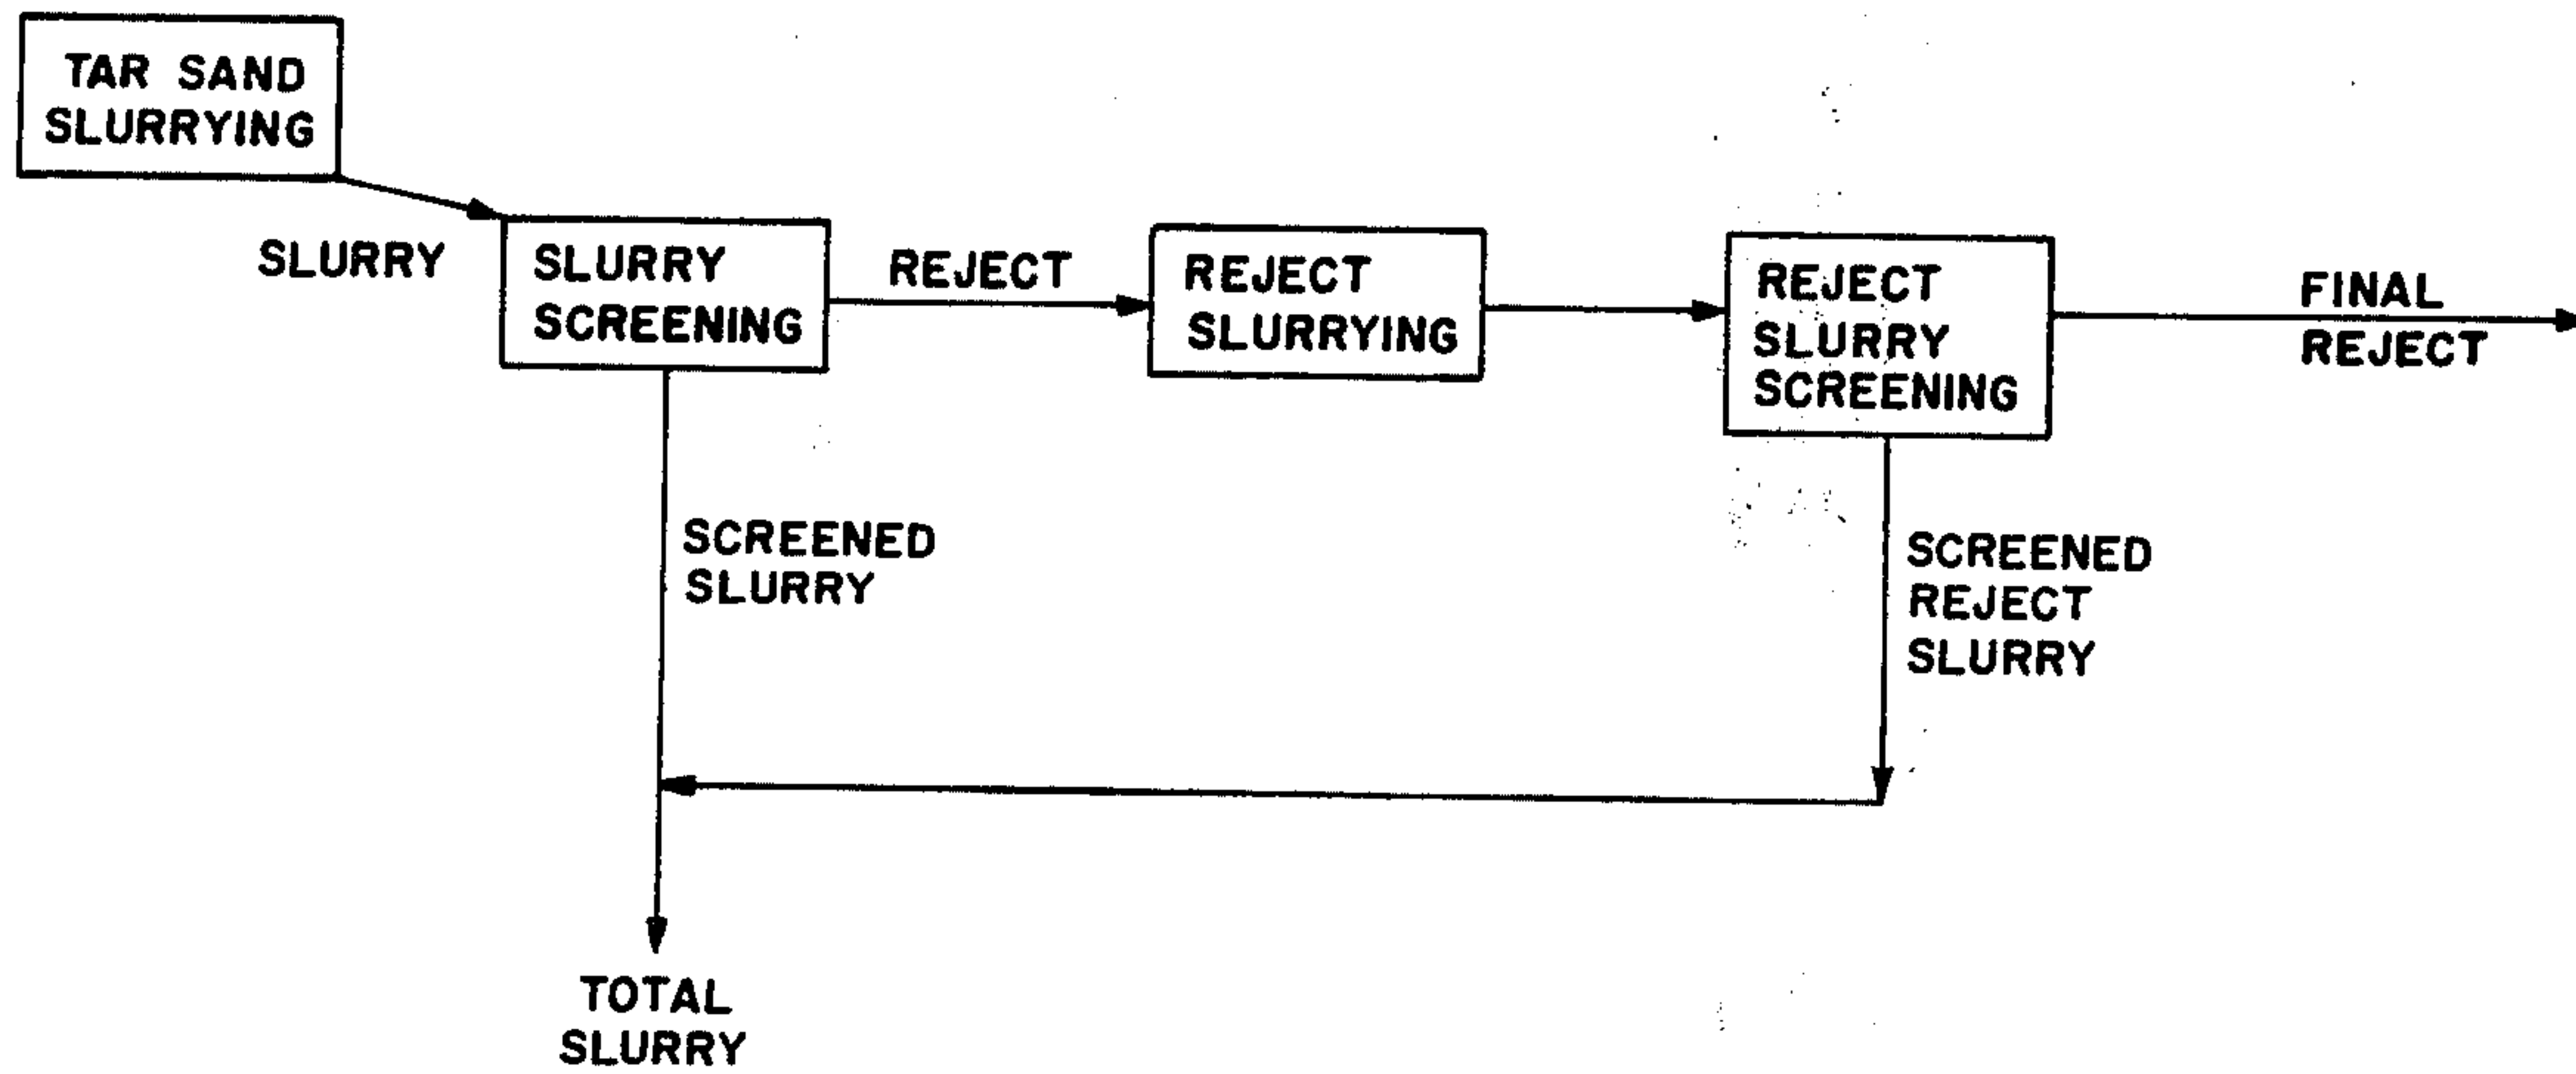 TAR SAND
SLURRYING
SLURRY
SLURRY
SCREENING
REJECT
REJECT
SLURRYING
REJECT
SLURRY
SCREENING
FINAL
REJECT
SCREENED
SLURRY
SCREENED
REJECT
SLURRY
TOTAL
SLURRY